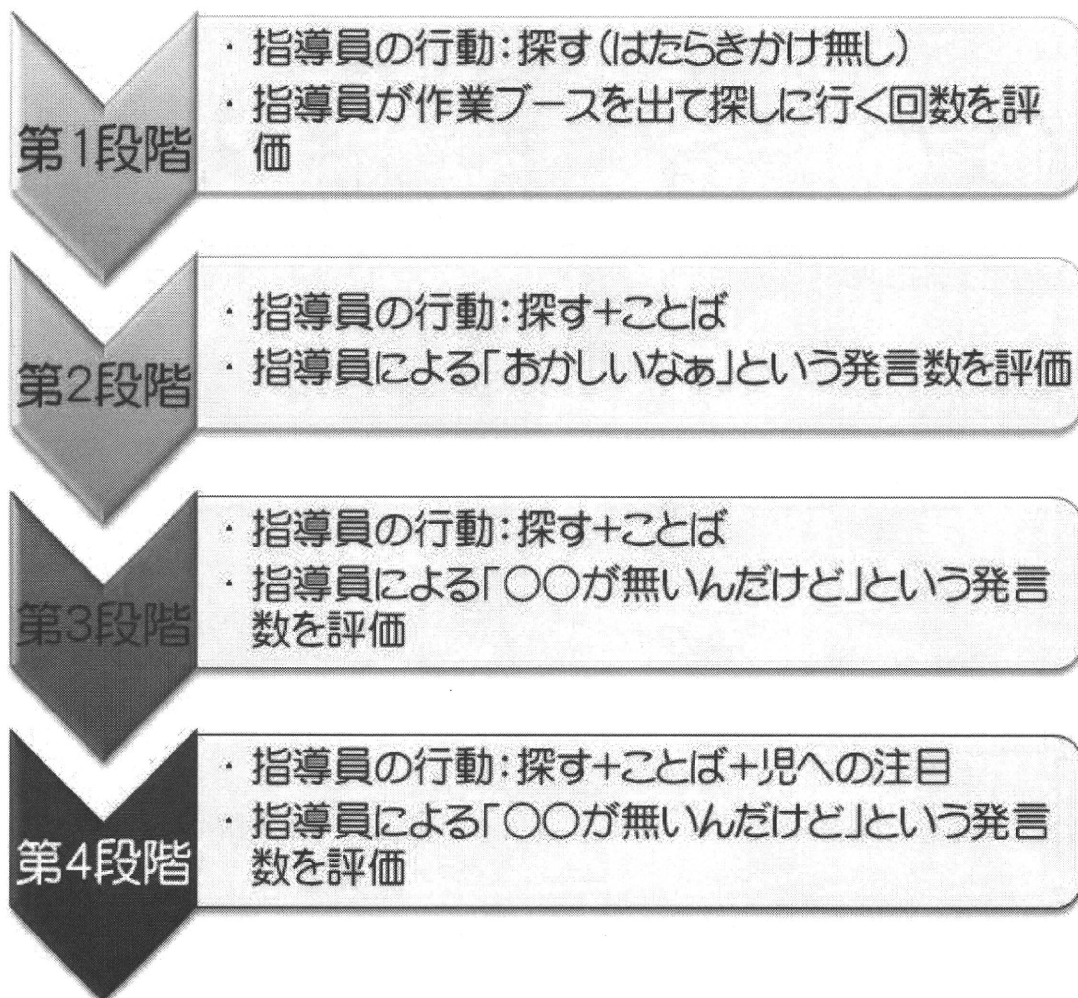 第1段階
・指導員の行動:探す(はたらきかけ無し)
・指導員が作業ブースを出て探しに行く回数を評
価
第2段階
・指導員の行動:探す+ことば
・指導員による「おかしいなぁ」という発言数を評価
第3段階
・指導員の行動:探す+ことば
・指導員による「○○が無いんだけど」という発言
数を評価
第4段階
・指導員の行動:探す+ことば+児への注目
・指導員による「○○が無いんだけど」という発言
数を評価